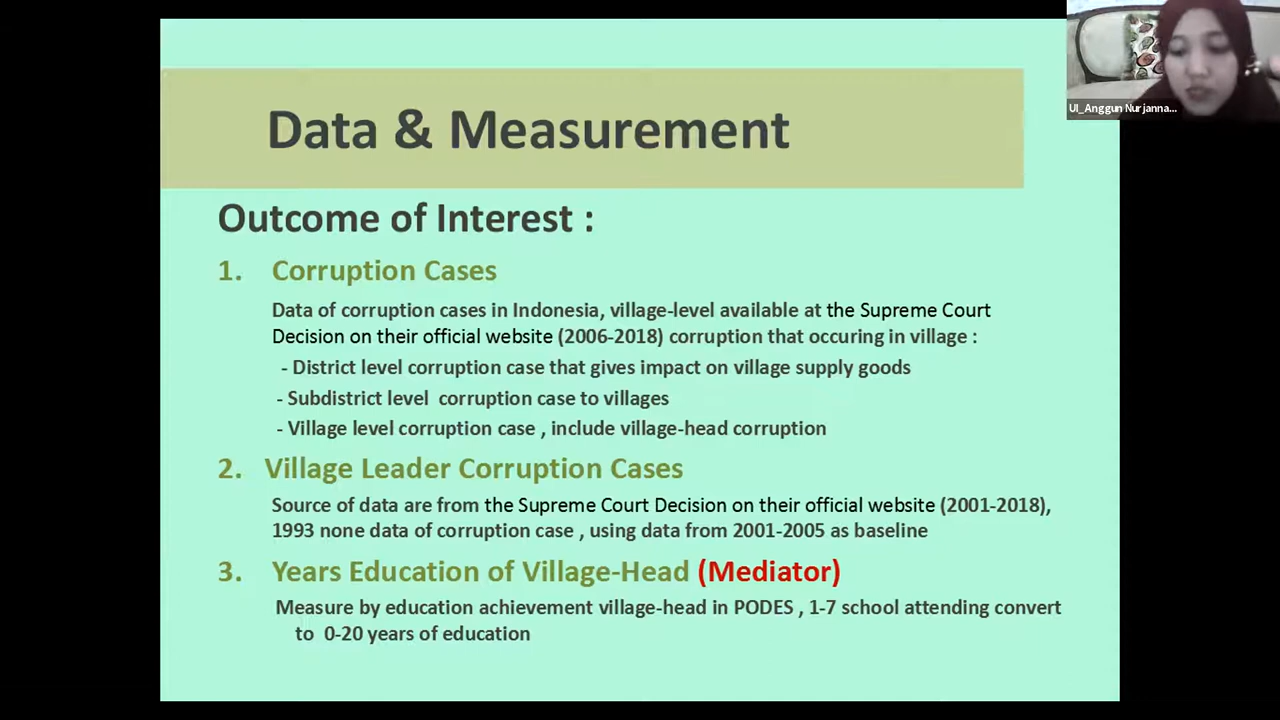 UI_Anggun Nurjanna...
Data & Measurement
Outcome of Interest :
1. Corruption Cases
Data of corruption cases in Indonesia, village-level available at the Supreme Court
Decision on their official website (2006-2018) corruption that occuring in village :
- District level corruption case that gives impact on village supply goods
- Subdistrict level corruption case to villages
- Village level corruption case , include village-head corruption
2. Village Leader Corruption Cases
Source of data are from the Supreme Court Decision on their official website (2001-2018),
1993 none data of corruption case , using data from 2001-2005 as baseline
3. Years Education of Village-Head (Mediator)
Measure by education achievement village-head in PODES , 1-7 school attending convert
to 0-20 years of education